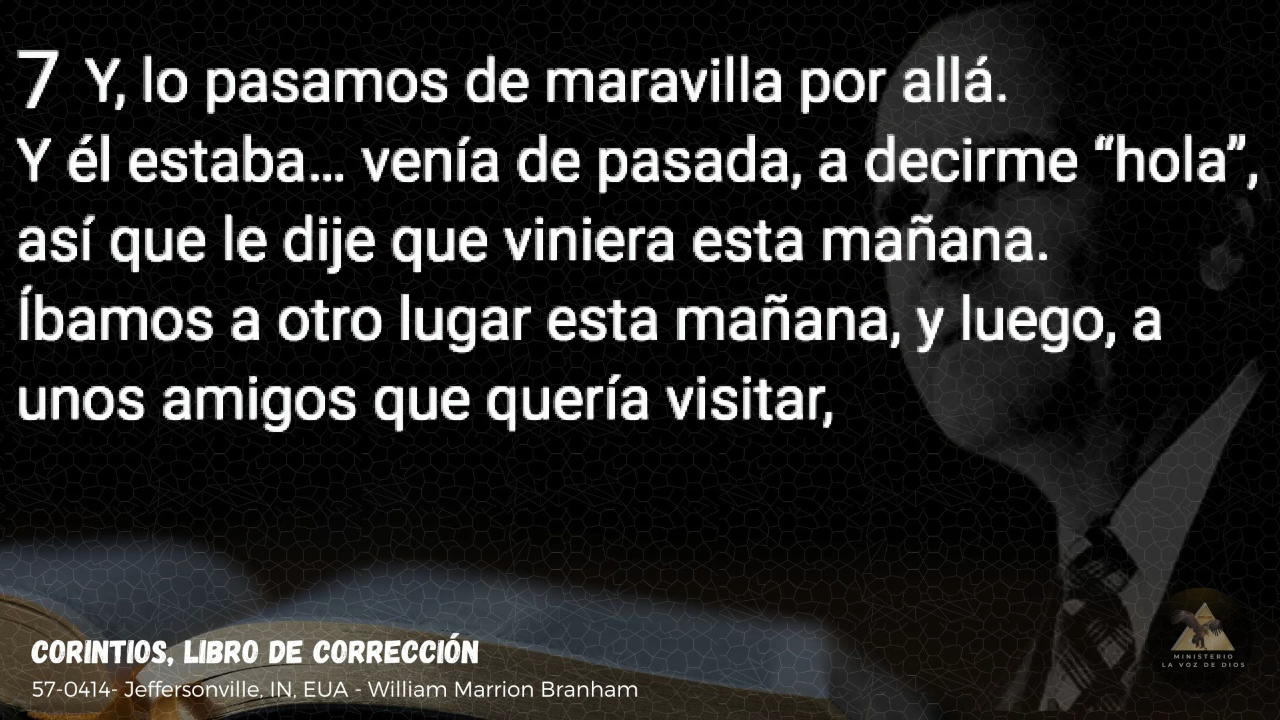 7 Y, lo pasamos de maravilla por allá.
Y él estaba... venía de pasada, a decirme “hola”,
así que le dije que viniera esta mañana.
Íbamos a otro lugar esta mañana, y luego, a
unos amigos que quería visitar,
CORINTIOS, LIBRO DE CORRECCIÓN
57-0414- Jeffersonville, IN, EUA - William Marrion Branham
MINISTERIO
LA VOZ DE DIOS